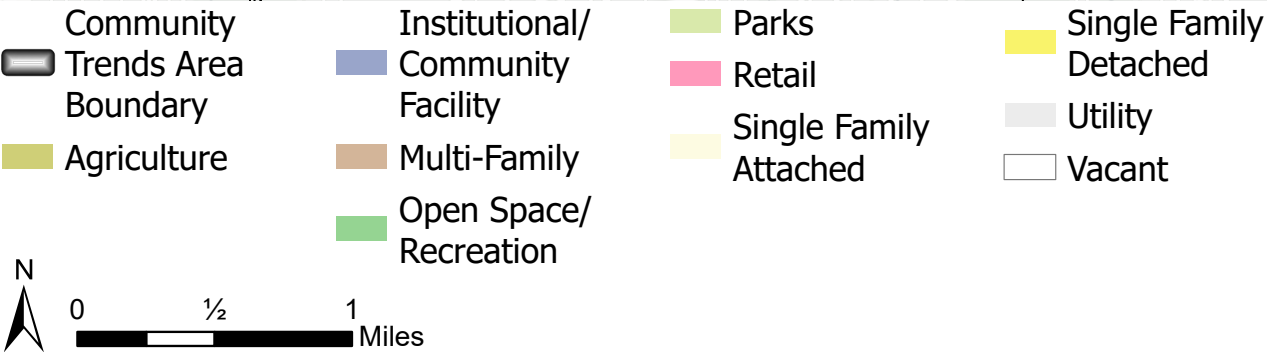 Community
Trends Area
Boundary
Agriculture
Institutional/
Community
Facility
Multi-Family
Open Space/
Recreation
Parks
Retail
Single Family
Attached
Single Family
Detached
Utility
Vacant
N
0 ½ 1
Miles